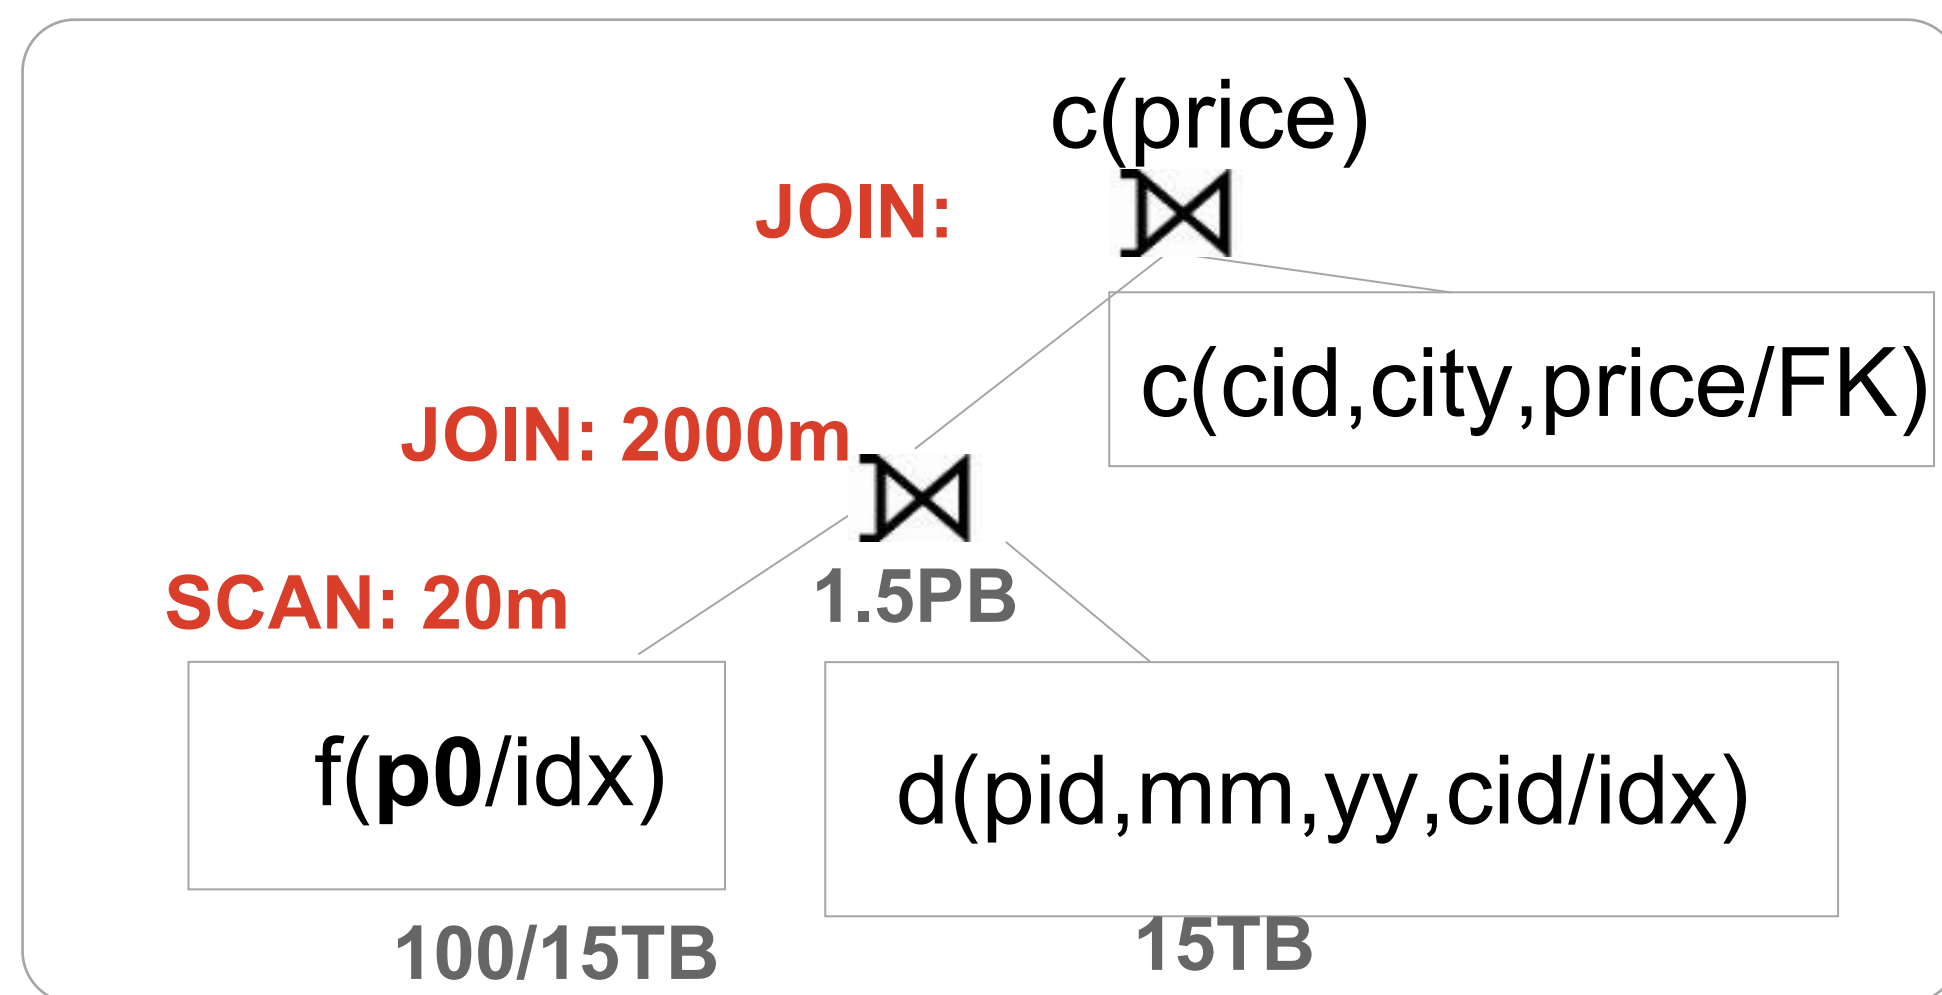 c(price)
JOIN:
c(cid,city,price/FK)
JOIN: 2000m
SCAN: 20m
1.5PB
f(p0/idx)
d(pid,mm,yy,cid/idx)
100/15TB
15TB